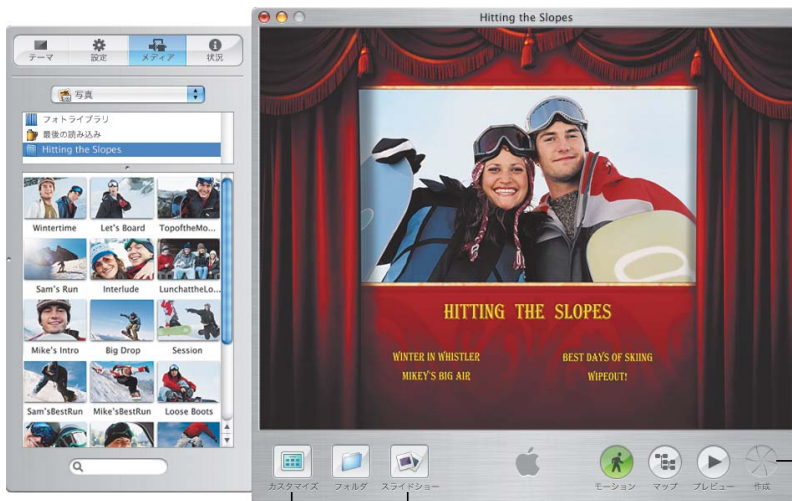 テーマ
設定
メディア
状況
写真
フォトライブラリ
最後の読み込み
Hitting the Slopes
Wintertime
Let's Board
TopoftheMo...
Sam's Run
Interlude
LunchattheLo...
Mike's Intro
Big Drop
Session
Sam'sBestRun
Mike'sBestRun
Loose Boots
Hitting the Slopes
HITTING THE SLOPES
WINTER IN WHISTLER
BEST DAYS OF SKIING
MIKEY'S BIG AIR
WIPEOUT!
カスタマイズ
フォルダ
スライドショー
モーション
マップ
プレビュー
作成